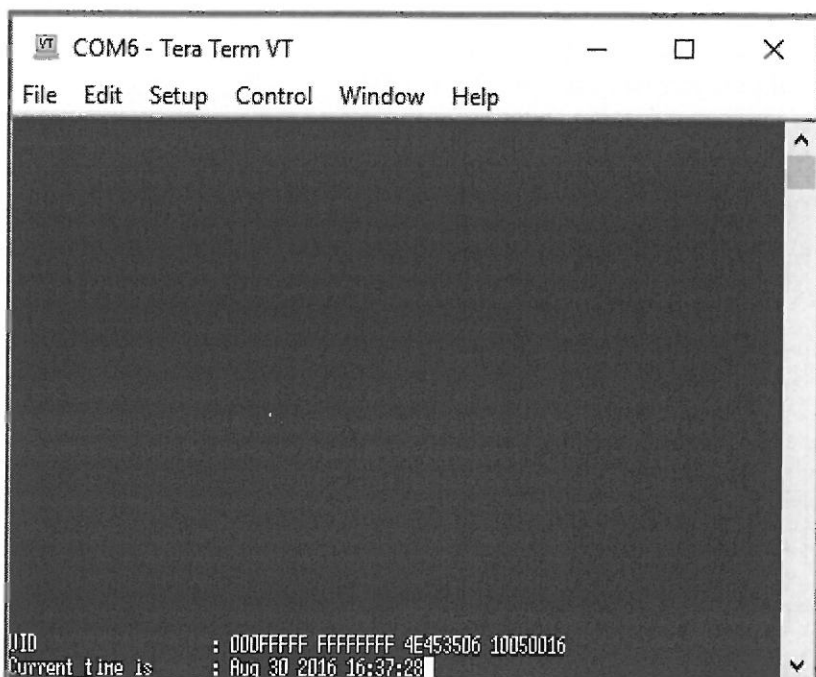 VT COM6 - Tera Term VT
File Edit Setup Control Window Help
UID : 000FFFFF FFFFFFFF 4E453506 10050016
Current time is : Aug 30 2016 16:37:28